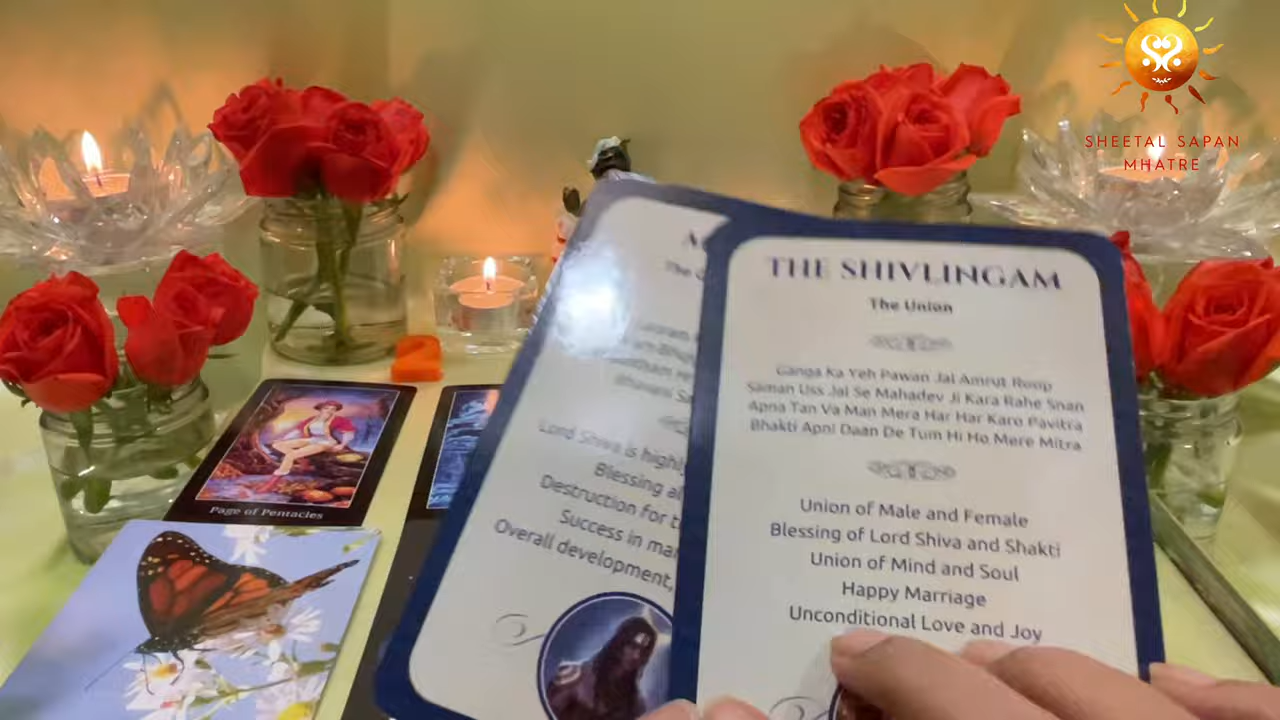 SHEETAL SAPAN
MHATRE
THE SHIVLINGAM
The Union
Ganga Ka Yeh Pawan Jal Amrut Roop
Saman Uss Jal Se Mahadev Ji Kara Rahe Snan
Apna Tan Va Man Mera Har Har Karo Pavitra
Bhakti Apni Daan De Tum Hi Ho Mere Mitra
Union of Male and Female
Blessing of Lord Shiva and Shakti
Union of Mind and Soul
Happy Marriage
Unconditional Love and Joy
Lord Shiva is highl
Blessing al
Destruction for t
Success in ma
Overall development,
Page of Pentacles